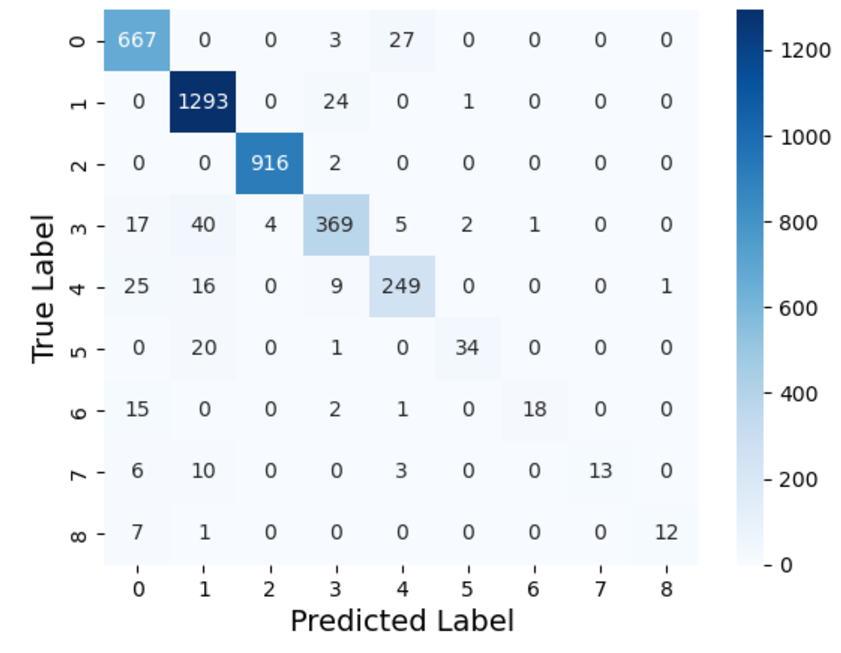 0 667 0 0 3 27 0 0 0 0
1 0 1293 0 24 0 1 0 0 0
2 0 0 916 2 0 0 0 0 0
3 17 40 4 369 5 2 1 0 0
4 25 16 0 9 249 0 0 0 1
5 0 20 0 1 0 34 0 0 0
6 15 0 0 2 1 0 18 0 0
7 6 10 0 0 3 0 0 13 0
8 7 1 0 0 0 0 0 0 12
0 1 2 3 4 5 6 7 8
Predicted Label
True Label
1200
1000
800
600
400
200
0